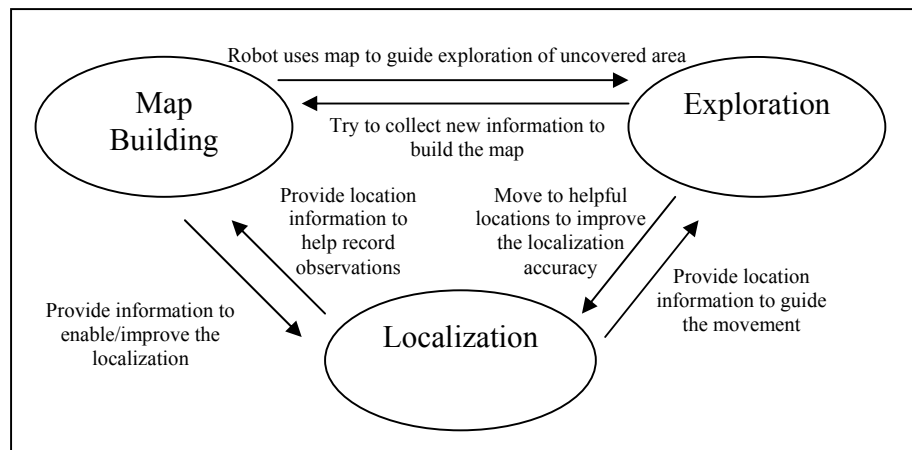 Robot uses map to guide exploration of uncovered area
Map
Building
Exploration
Try to collect new information to
build the map
Provide location
information to
help record
observations
Move to helpful
locations to improve
the localization
accuracy
Provide information to
enable/improve the
localization
Provide location
information to guide
the movement
Localization